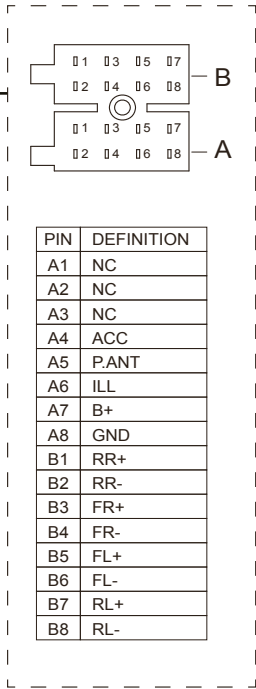 1 3 5 7
2 4 6 8
B
1 3 5 7
2 4 6 8
A
PIN DEFINITION
A1 NC
A2 NC
A3 NC
A4 ACC
A5 P.ANT
A6 ILL
A7 B+
A8 GND
B1 RR+
B2 RR-
B3 FR+
B4 FR-
B5 FL+
B6 FL-
B7 RL+
B8 RL-